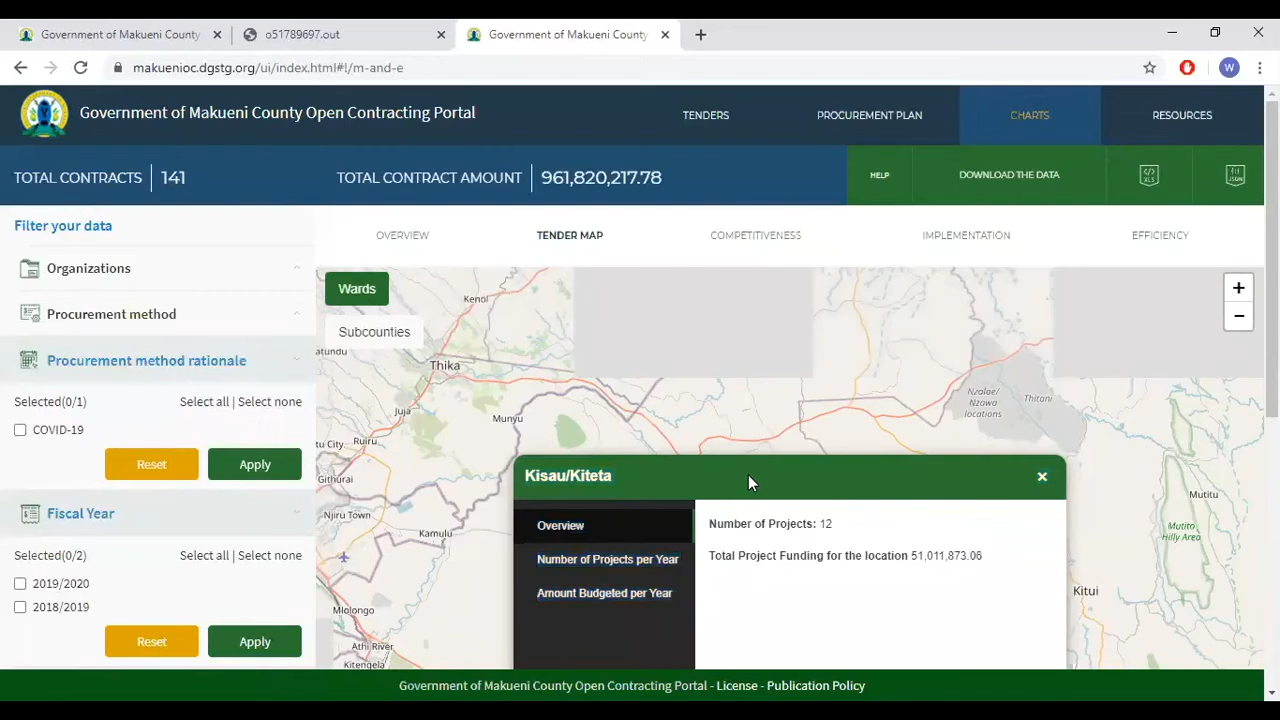 Government of Makueni County
o51789697.out
Government of Makueni County
makuenioc.dgstg.org/ui/index.html#!/m-and-e
W
Government of Makueni County Open Contracting Portal
TENDERS
PROCUREMENT PLAN
CHARTS
RESOURCES
TOTAL CONTRACTS 141
TOTAL CONTRACT AMOUNT 961,820,217.78
HELP
DOWNLOAD THE DATA
XLS
JSON
Filter your data
OVERVIEW
TENDER MAP
COMPETITIVENESS
IMPLEMENTATION
EFFICIENCY
Organizations
Procurement method
Procurement method rationale
Selected(0/1)
Select all | Select none
COVID-19
Reset
Apply
Fiscal Year
Selected(0/2)
Select all | Select none
2019/2020
2018/2019
Reset
Apply
Wards
Subcounties
+
−
Kenol
atundu
Thika
Juja
Munyu
tu City
Ruiru
Githurai
Njiru Town
Kamulu
Mlolongo
Athi River
Kitengela
Nzalae/
Nzawa
locations
Thitani
Mutitu
Mutito
Hilly Area
Kitui
Kisau/Kiteta
Overview
Number of Projects per Year
Amount Budgeted per Year
Number of Projects: 12
Total Project Funding for the location 51,011,873.06
Government of Makueni County Open Contracting Portal - License - Publication Policy